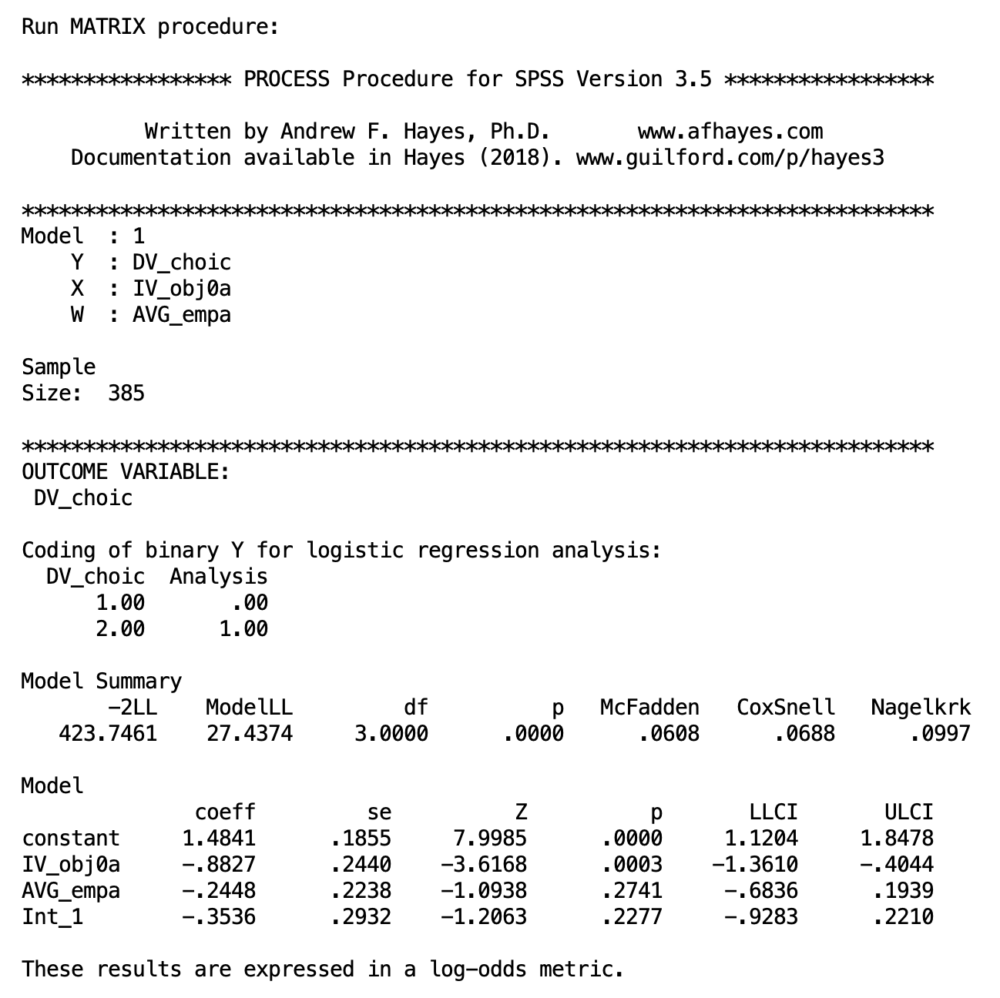 Run MATRIX procedure:
***************** PROCESS Procedure for SPSS Version 3.5 *****************
Written by Andrew F. Hayes, Ph.D. www.afhayes.com
Documentation available in Hayes (2018). www.guilford.com/p/hayes3
**************************************************************************
Model : 1
Y : DV_choic
X : IV_obj0a
W : AVG_empa
Sample
Size: 385
**************************************************************************
OUTCOME VARIABLE:
DV_choic
Coding of binary Y for logistic regression analysis:
DV_choic Analysis
1.00 .00
2.00 1.00
Model Summary
-2LL ModelLL df p McFadden CoxSnell Nagelkrk
423.7461 27.4374 3.0000 .0000 .0608 .0688 .0997
Model
coeff se Z p LLCI ULCI
constant 1.4841 .1855 7.9985 .0000 1.1204 1.8478
IV_obj0a -.8827 .2440 -3.6168 .0003 -1.3610 -.4044
AVG_empa -.2448 .2238 -1.0938 .2741 -.6836 .1939
Int_1 -.3536 .2932 -1.2063 .2277 -.9283 .2210
These results are expressed in a log-odds metric.